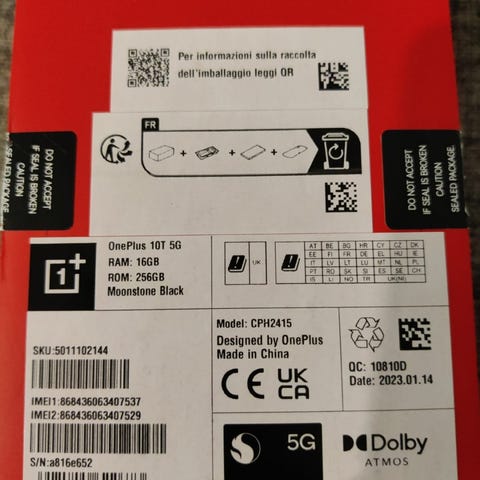 Per informazioni sulla raccolta
dell'imballaggio leggi QR
FR
+ + +
DO NOT ACCEPT
IF SEAL IS BROKEN
CAUTION
SEALED PACKAGE
DO NOT ACCEPT
IF SEAL IS BROKEN
CAUTION
SEALED PACKAGE
1+
OnePlus 10T 5G
RAM: 16GB
ROM: 256GB
Moonstone Black
UK
AT BE BG HR CY CZ DK
EE FI FR DE EL HU IE
IT LV LT LU MT NL PL
PT RO SK SI ES SE CH
IS LI NO TR UK(NI)
SKU:5011102144
IMEI1:868436063407537
IMEI2:868436063407529
S/N:a816e652
Model: CPH2415
Designed by OnePlus
Made in China
CE UK
CA
QC: 10810D
Date: 2023.01.14
5G
Dolby
ATMOS